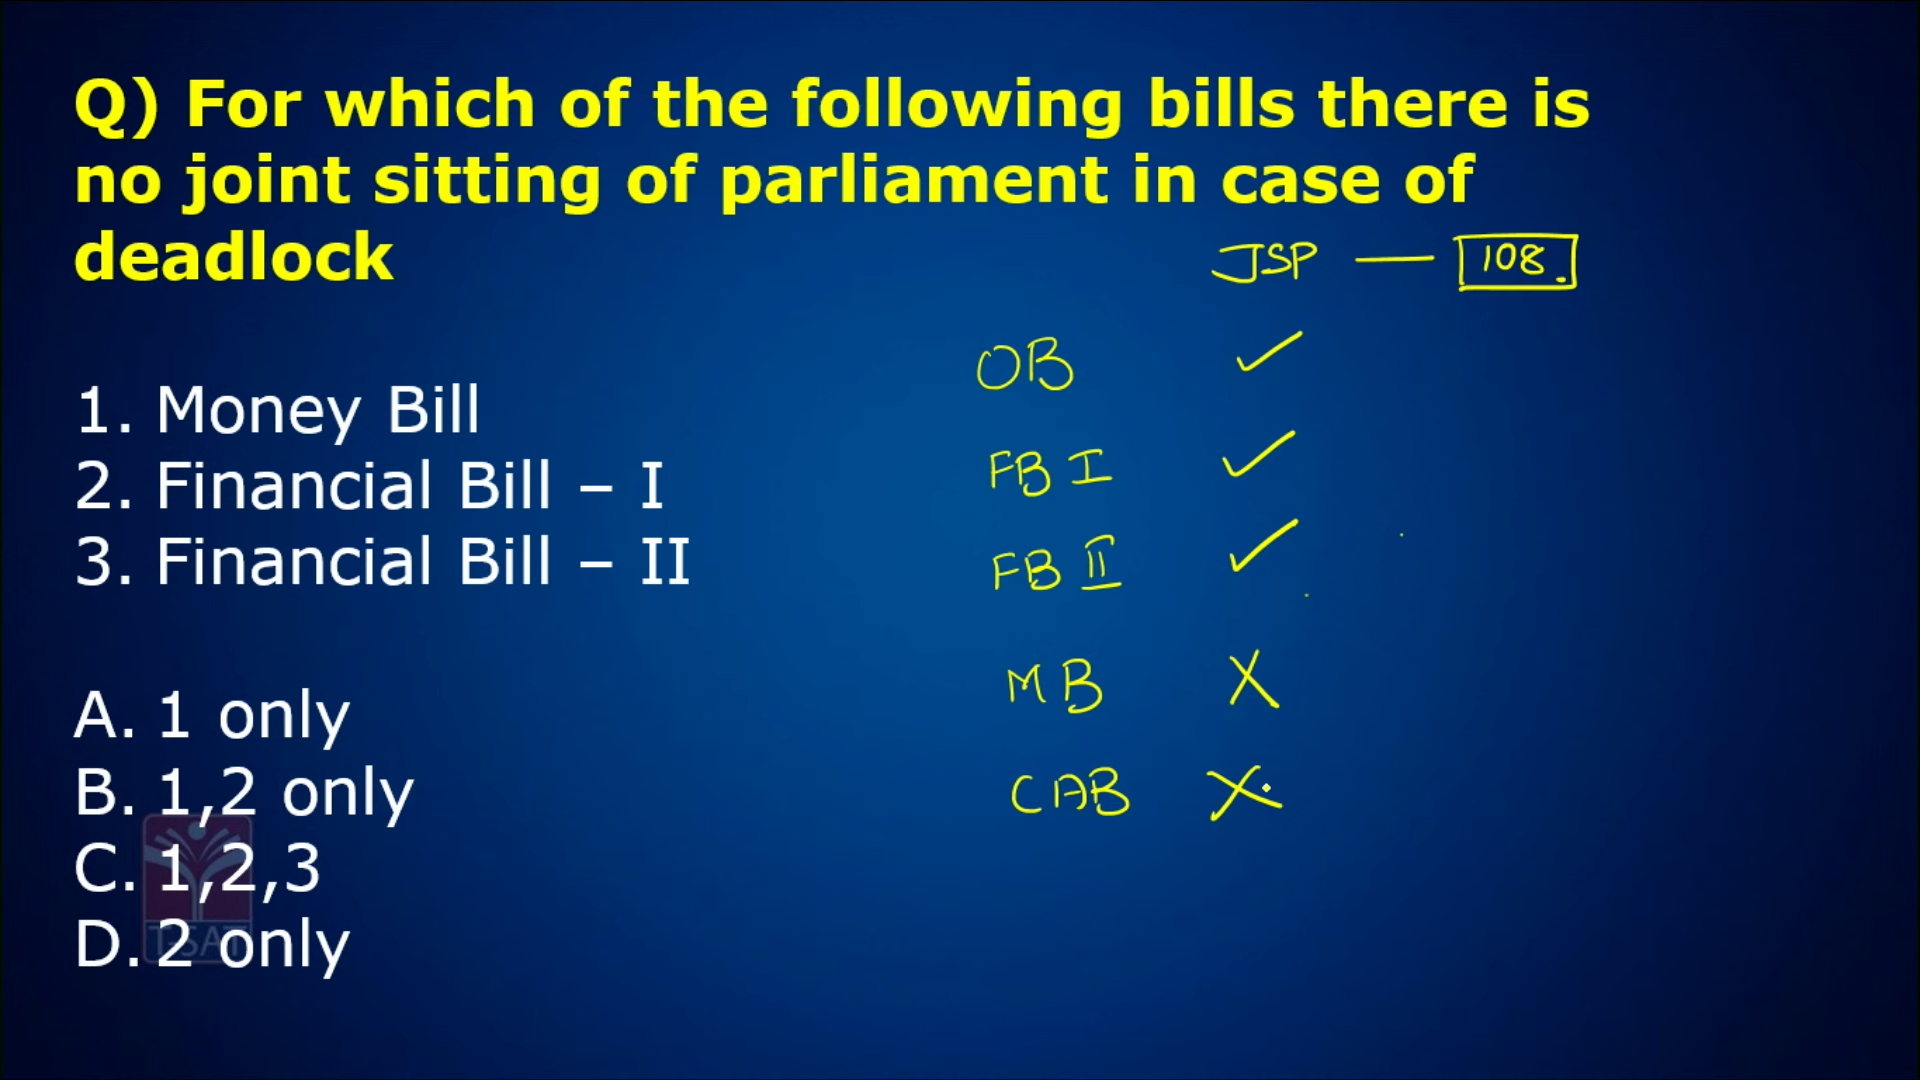 Q) For which of the following bills there is
no joint sitting of parliament in case of
deadlock
JSP — 108.
1. Money Bill
2. Financial Bill – I
3. Financial Bill – II
A. 1 only
B. 1,2 only
C. 1,2,3
D. 2 only
OB ✓
FB I ✓
FB II ✓
MB X
CAB X
T-SAT